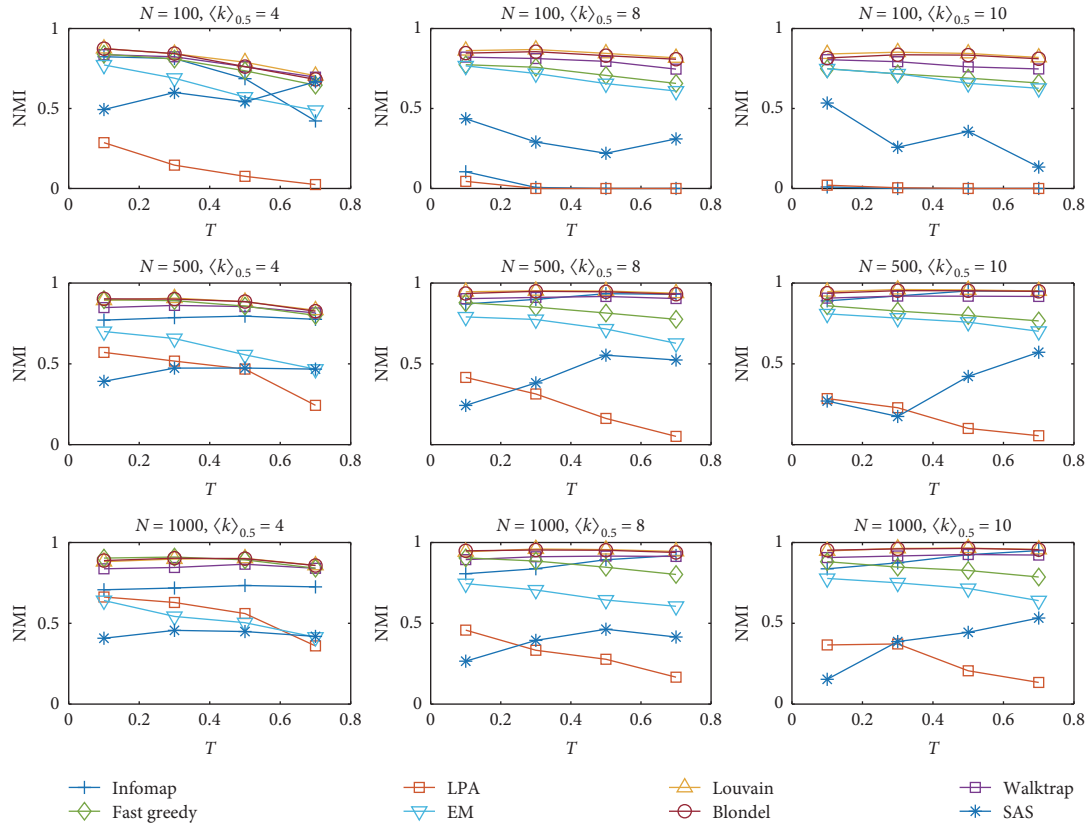 N = 100, ⟨k⟩0.5 = 4
N = 100, ⟨k⟩0.5 = 8
N = 100, ⟨k⟩0.5 = 10
1
1
1
NMI
0.5
NMI
0.5
NMI
0.5
0
0
0
0 0.2 0.4 0.6 0.8
0 0.2 0.4 0.6 0.8
0 0.2 0.4 0.6 0.8
T
T
T
N = 500, ⟨k⟩0.5 = 4
N = 500, ⟨k⟩0.5 = 8
N = 500, ⟨k⟩0.5 = 10
1
1
1
NMI
0.5
NMI
0.5
NMI
0.5
0
0
0
0 0.2 0.4 0.6 0.8
0 0.2 0.4 0.6 0.8
0 0.2 0.4 0.6 0.8
T
T
T
N = 1000, ⟨k⟩0.5 = 4
N = 1000, ⟨k⟩0.5 = 8
N = 1000, ⟨k⟩0.5 = 10
1
1
1
NMI
0.5
NMI
0.5
NMI
0.5
0
0
0
0 0.2 0.4 0.6 0.8
0 0.2 0.4 0.6 0.8
0 0.2 0.4 0.6 0.8
T
T
T
Infomap
LPA
Louvain
Walktrap
Fast greedy
EM
Blondel
SAS